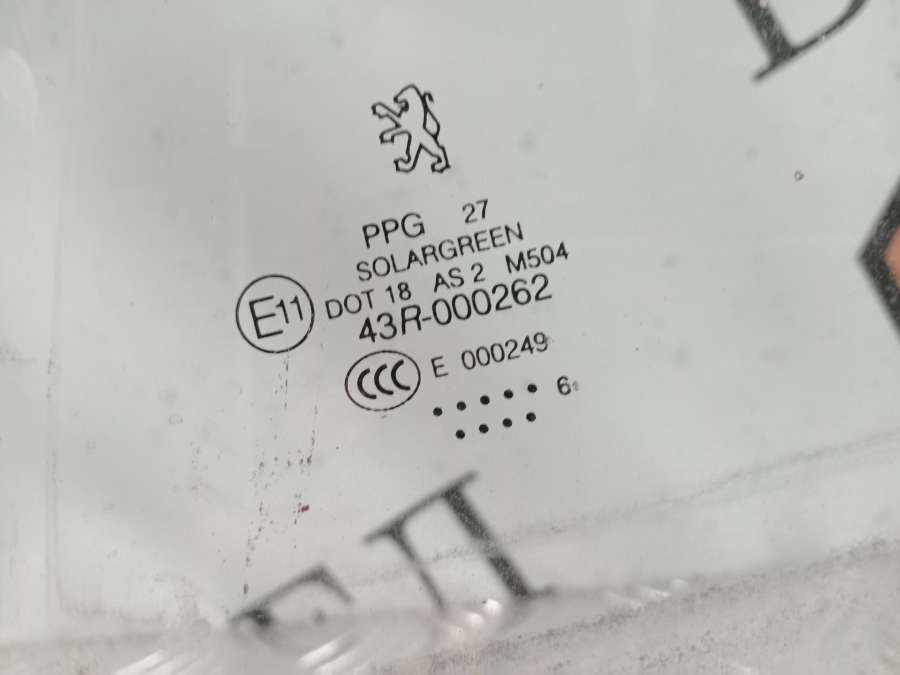 PPG 27
SOLARGREEN
DOT 18 AS 2 M504
E11 43R-000262
CCC E 000249
6